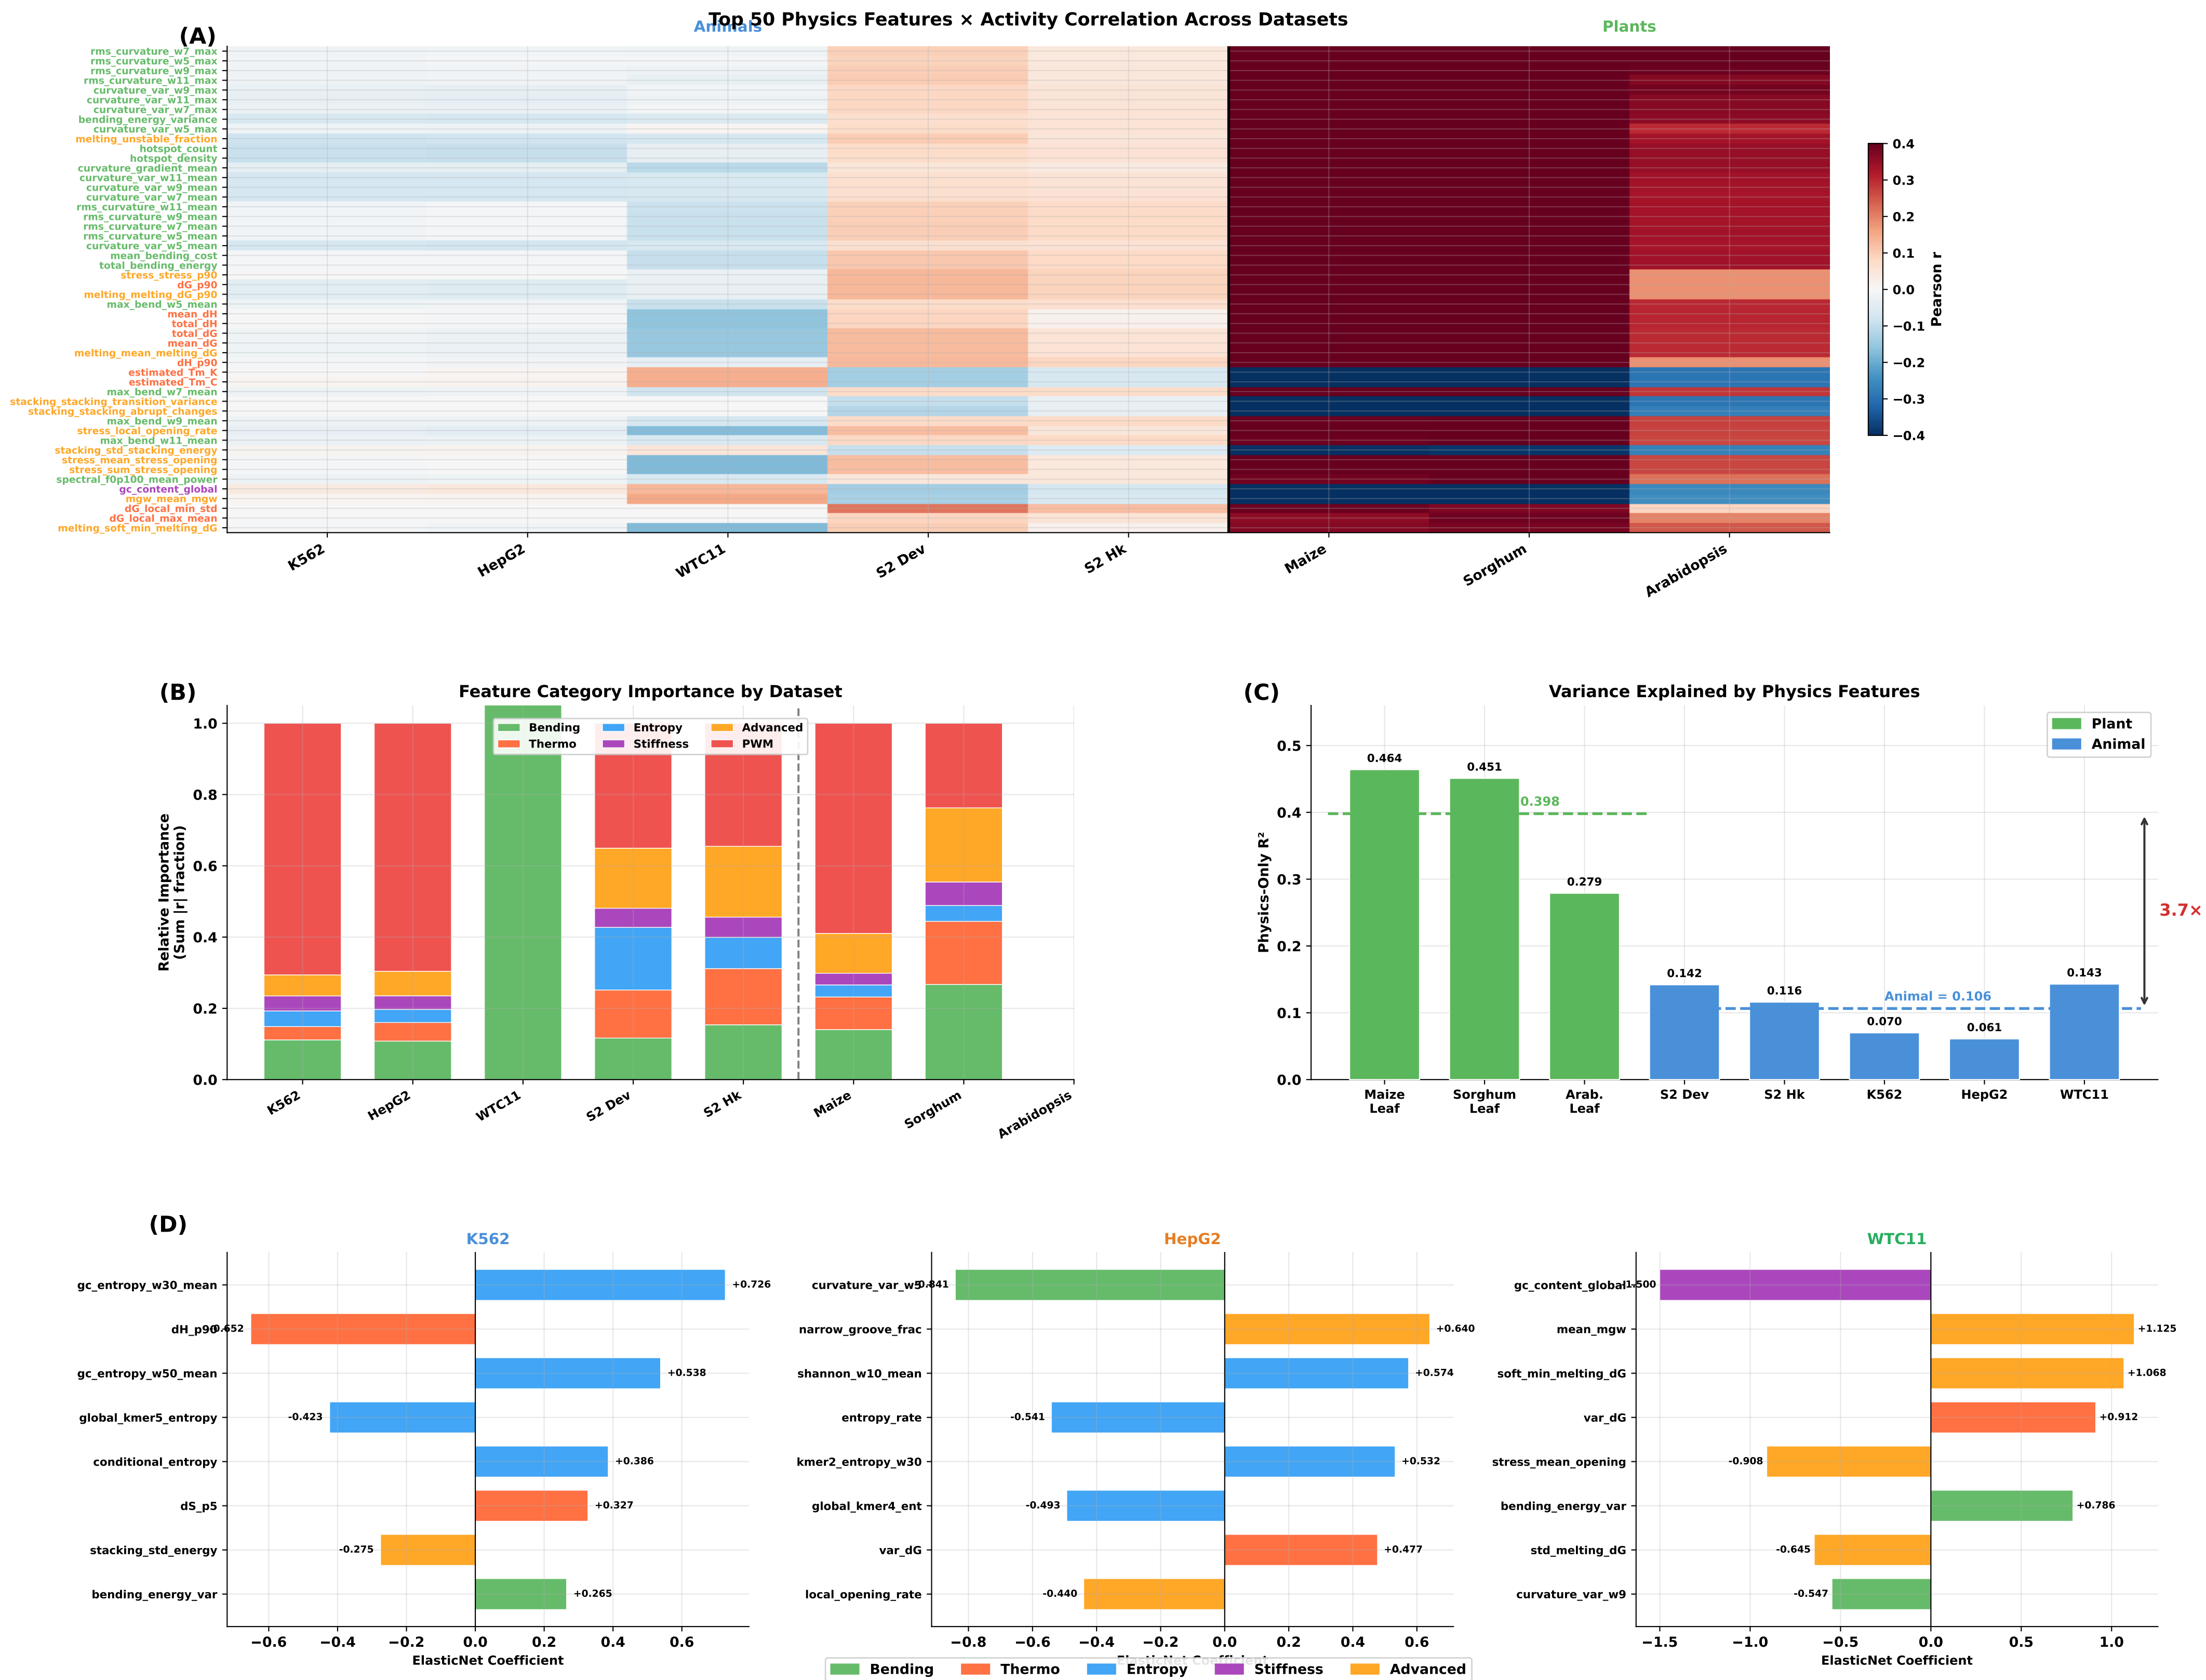 Top 50 Physics Features × Activity Correlation Across Datasets
(A)
Animals
Plants
rms_curvature_w7_max
rms_curvature_w5_max
rms_curvature_w9_max
rms_curvature_w11_max
curvature_var_w9_max
curvature_var_w11_max
curvature_var_w7_max
bending_energy_variance
curvature_var_w5_max
melting_unstable_fraction
hotspot_count
hotspot_density
curvature_gradient_mean
curvature_var_w11_mean
curvature_var_w9_mean
curvature_var_w7_mean
rms_curvature_w11_mean
rms_curvature_w9_mean
rms_curvature_w7_mean
rms_curvature_w5_mean
curvature_var_w5_mean
mean_bending_cost
total_bending_energy
stress_stress_p90
dG_p90
melting_melting_dG_p90
max_bend_w5_mean
mean_dH
total_dH
total_dG
mean_dG
melting_mean_melting_dG
dH_p90
estimated_Tm_K
estimated_Tm_C
max_bend_w7_mean
stacking_stacking_transition_variance
stacking_stacking_abrupt_changes
max_bend_w9_mean
stress_local_opening_rate
max_bend_w11_mean
stacking_std_stacking_energy
stress_mean_stress_opening
stress_sum_stress_opening
spectral_f0p100_mean_power
gc_content_global
mgw_mean_mgw
dG_local_min_std
dG_local_max_mean
melting_soft_min_melting_dG
K562
HepG2
WTC11
S2 Dev
S2 Hk
Maize
Sorghum
Arabidopsis
0.4
0.3
0.2
0.1
0.0
−0.1
−0.2
−0.3
−0.4
Pearson r
(B)
Feature Category Importance by Dataset
Relative Importance
(Sum |r| fraction)
1.0
0.8
0.6
0.4
0.2
0.0
Bending
Entropy
Advanced
Thermo
Stiffness
PWM
K562
HepG2
WTC11
S2 Dev
S2 Hk
Maize
Sorghum
Arabidopsis
(C)
Variance Explained by Physics Features
Physics-Only R²
0.5
0.4
0.3
0.2
0.1
0.0
Plant
Animal
0.464
0.451
0.398
0.279
0.142
0.116
0.070
0.061
0.143
Animal = 0.106
3.7×
Maize
Leaf
Sorghum
Leaf
Arab.
Leaf
S2 Dev
S2 Hk
K562
HepG2
WTC11
(D)
K562
gc_entropy_w30_mean
+0.726
dH_p90
-0.652
gc_entropy_w50_mean
+0.538
global_kmer5_entropy
-0.423
conditional_entropy
+0.386
dS_p5
+0.327
stacking_std_energy
-0.275
bending_energy_var
+0.265
−0.6 −0.4 −0.2 0.0 0.2 0.4 0.6
ElasticNet Coefficient
HepG2
curvature_var_w5
-0.841
narrow_groove_frac
+0.640
shannon_w10_mean
+0.574
entropy_rate
-0.541
kmer2_entropy_w30
+0.532
global_kmer4_ent
-0.493
var_dG
+0.477
local_opening_rate
-0.440
−0.8 −0.6 −0.4 −0.2 0.0 0.2 0.4 0.6
ElasticNet Coefficient
WTC11
gc_content_global
-1.500
mean_mgw
+1.125
soft_min_melting_dG
+1.068
var_dG
+0.912
stress_mean_opening
-0.908
bending_energy_var
+0.786
std_melting_dG
-0.645
curvature_var_w9
-0.547
−1.5 −1.0 −0.5 0.0 0.5 1.0
ElasticNet Coefficient
Bending
Thermo
Entropy
Stiffness
Advanced